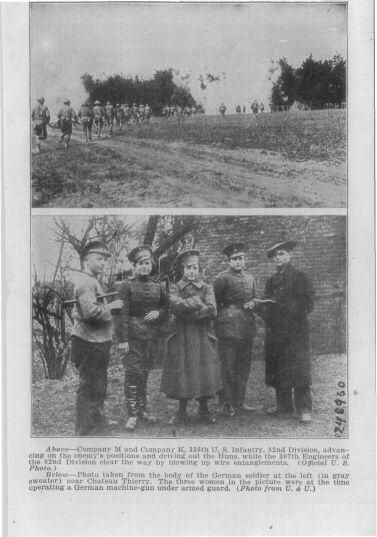 248960
Above—Company M and Company K, 336th U. S. Infantry, 82nd Division, advan-
cing on the enemy's positions and driving out the Huns, while the 307th Engineers of
the 82nd Division clear the way by blowing up wire entanglements. (Official U. S.
Photo.)
Below—Photo taken from the body of the German soldier at the left (in gray
sweater) near Chateau Thierry. The three women in the picture were at the time
operating a German machine-gun under armed guard. (Photo from U. & U.)